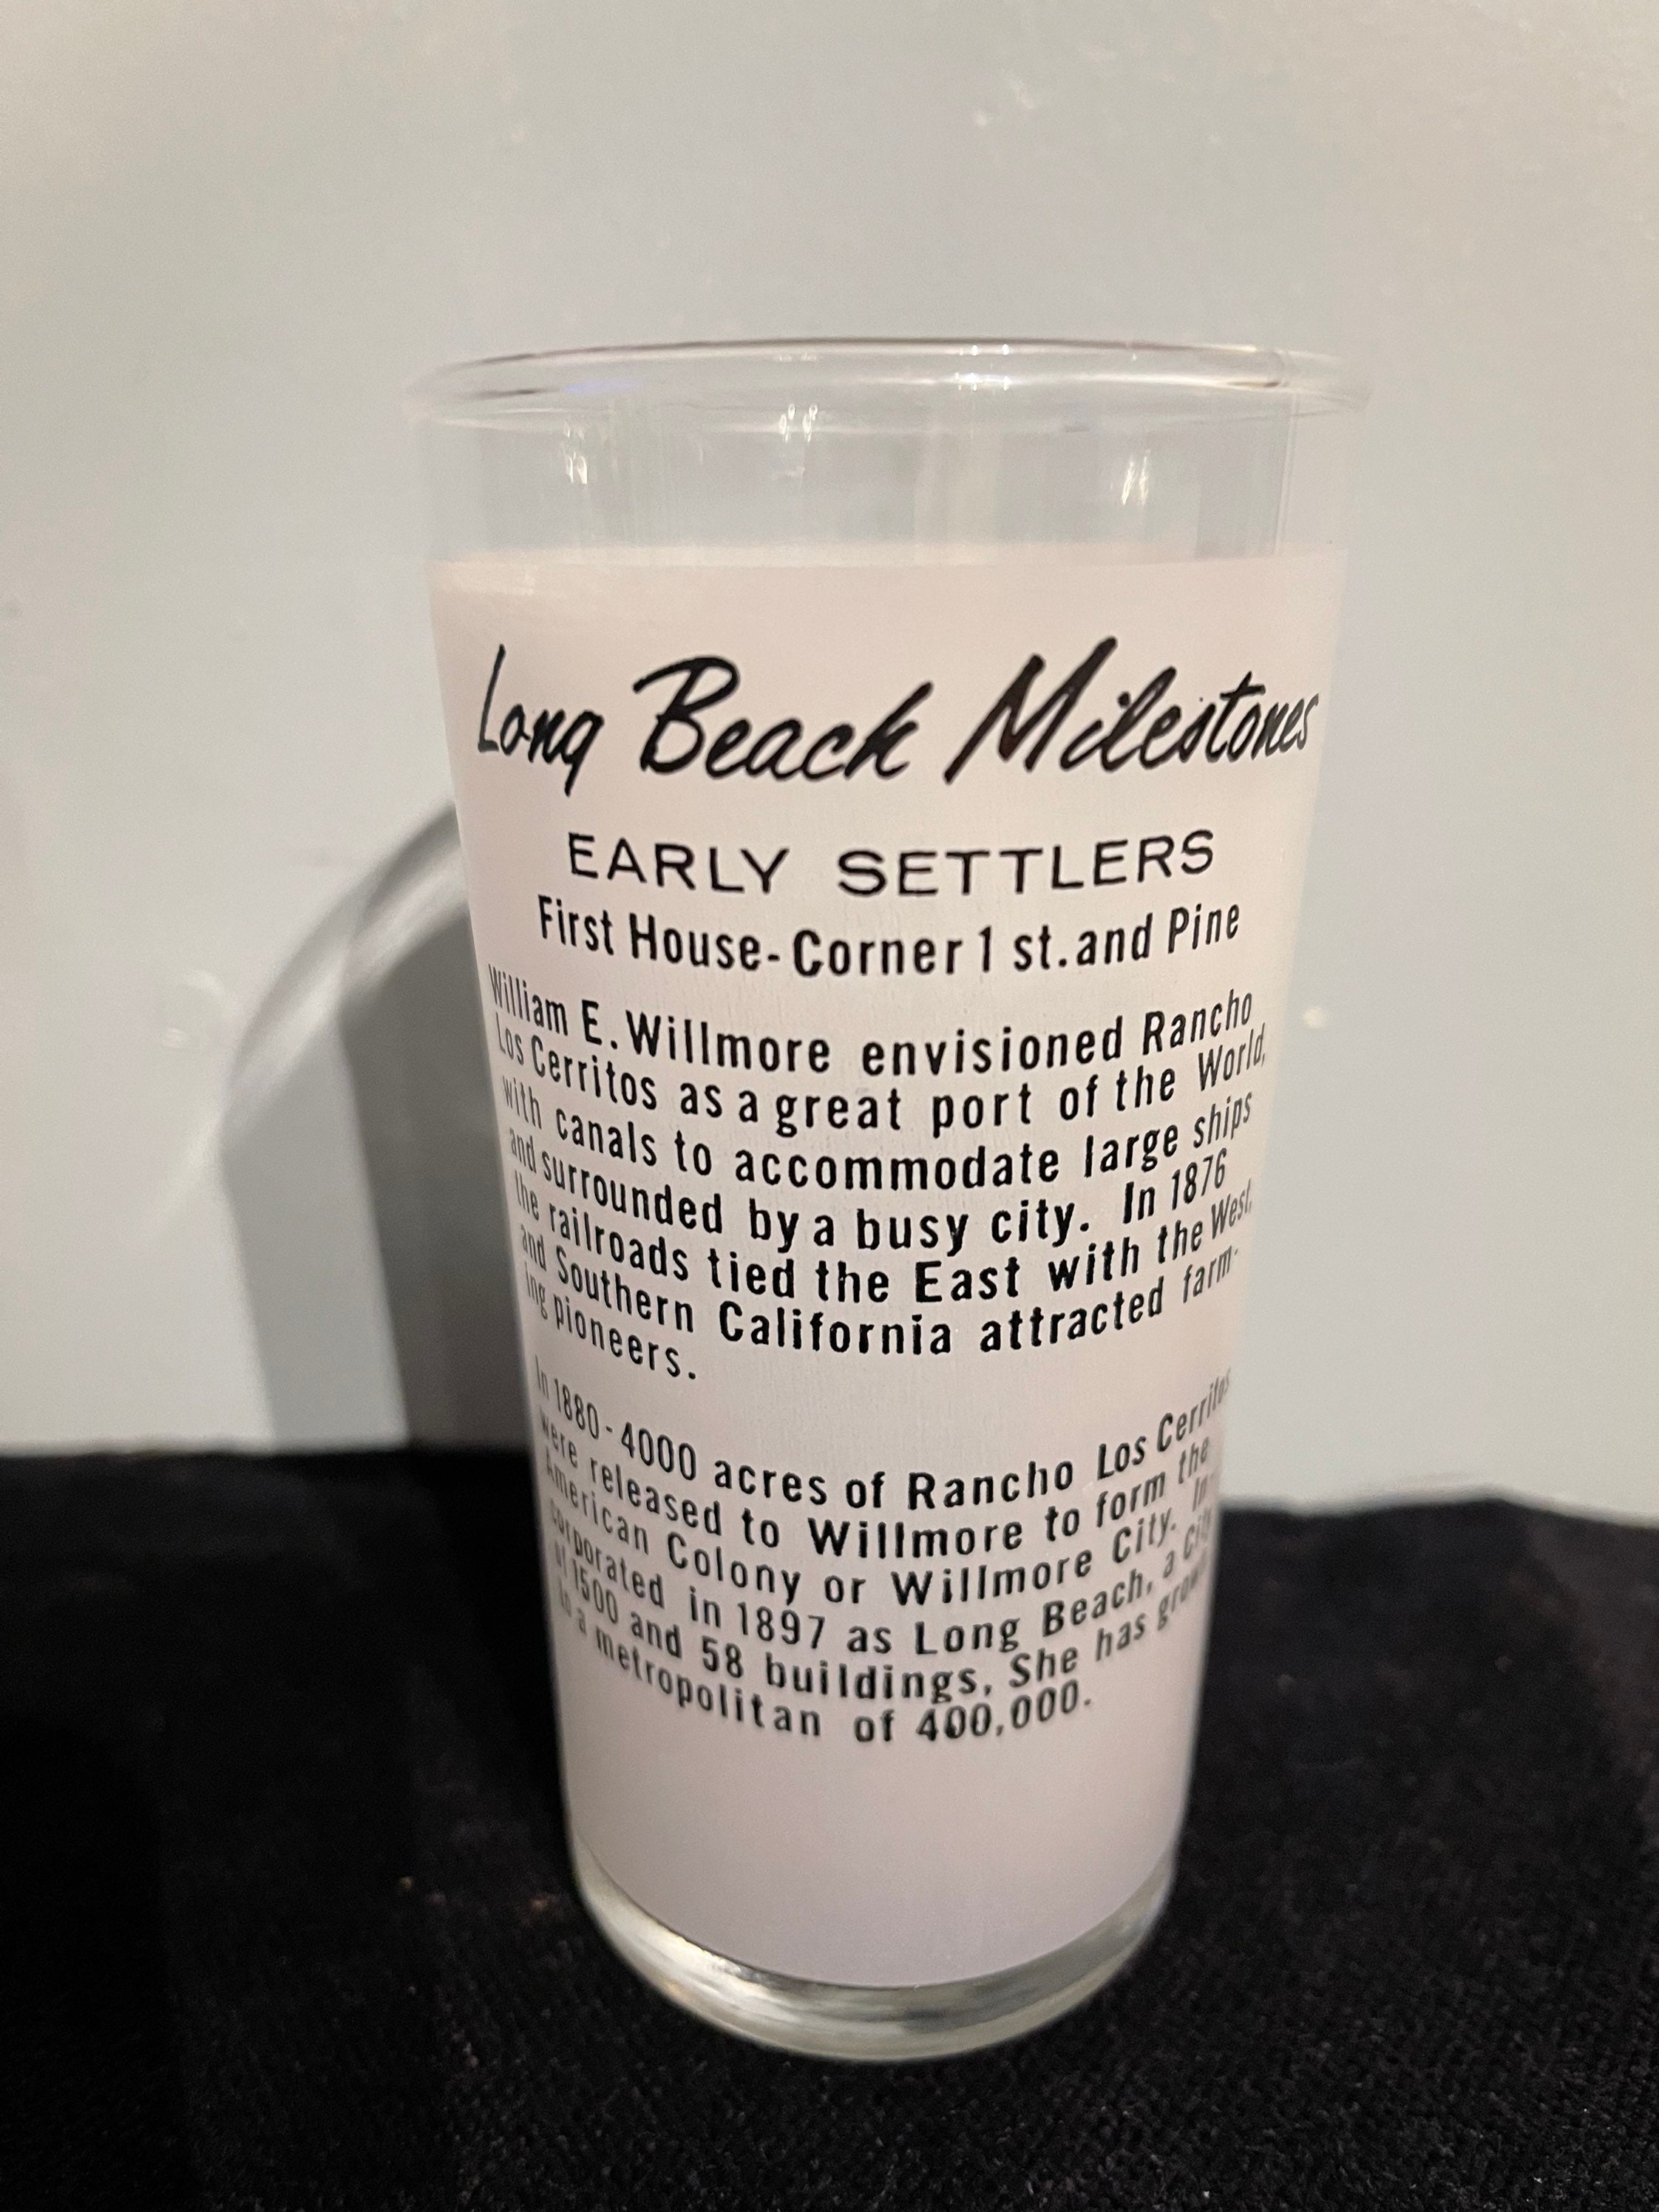 Long Beach Milestones
EARLY SETTLERS
First House-Corner 1 st. and Pine
William E. Willmore envisioned Rancho
Los Cerritos as a great port of the World,
with canals to accommodate large ships
and surrounded by a busy city. In 1876
the railroads tied the East with the West,
and Southern California attracted farm-
ing pioneers.
In 1880-4000 acres of Rancho Los Cerritos
were released to Willmore to form the
American Colony or Willmore City. In-
corporated in 1897 as Long Beach, a city
of 1500 and 58 buildings, She has grown
to a metropolitan of 400,000.